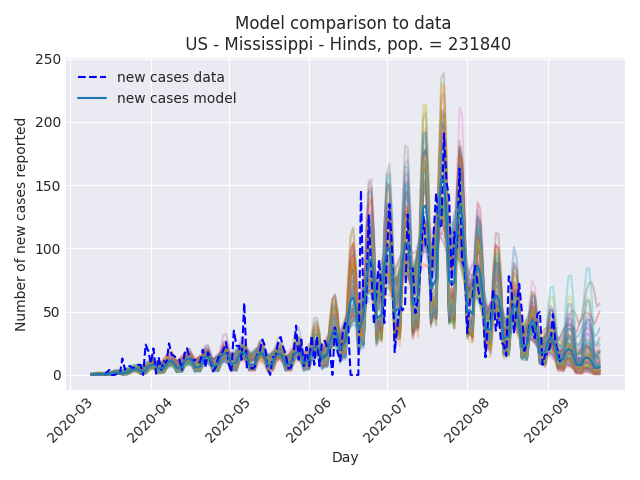 Model comparison to data
US - Mississippi - Hinds, pop. = 231840
new cases data
new cases model
Number of new cases reported
250
200
150
100
50
0
2020-03
2020-04
2020-05
2020-06
2020-07
2020-08
2020-09
Day